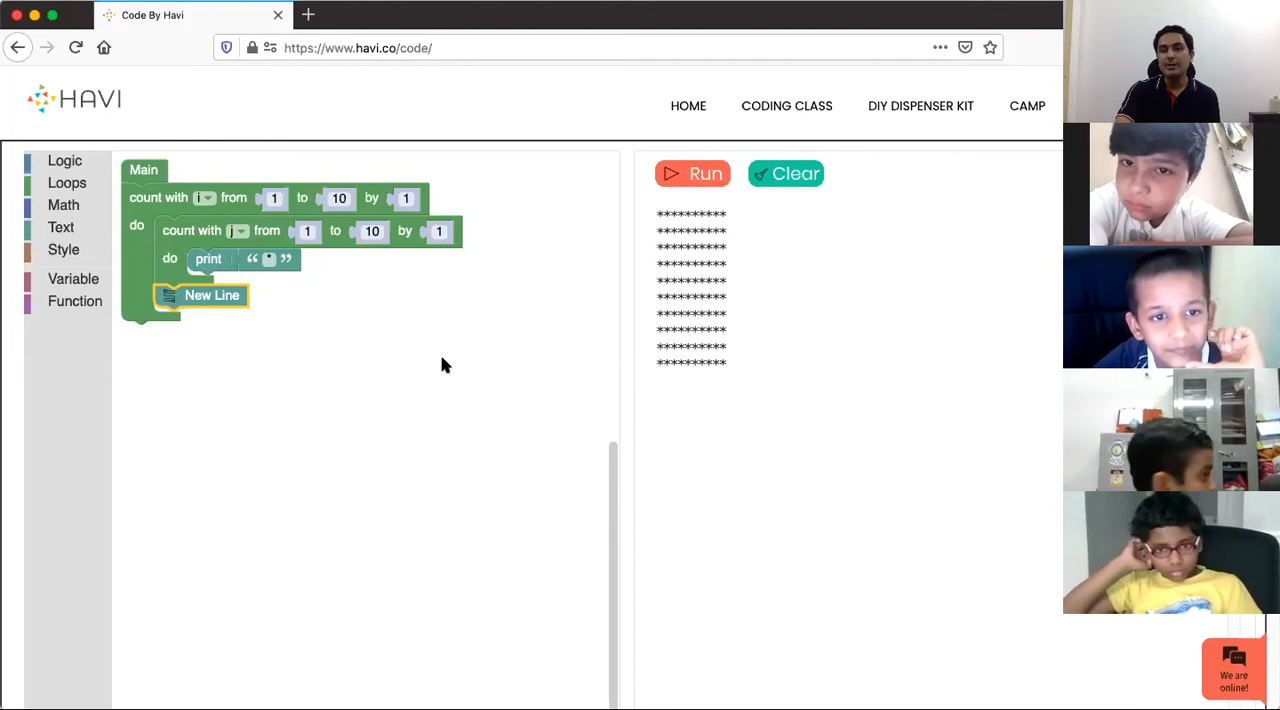 Code By Havi
https://www.havi.co/code/
HAVI
HOME CODING CLASS DIY DISPENSER KIT CAMP
Logic
Loops
Math
Text
Style
Variable
Function
Main
count with i from 1 to 10 by 1
do count with j from 1 to 10 by 1
do print “ * ”
New Line
Run Clear
**********
**********
**********
**********
**********
**********
**********
**********
**********
**********
We are
online!